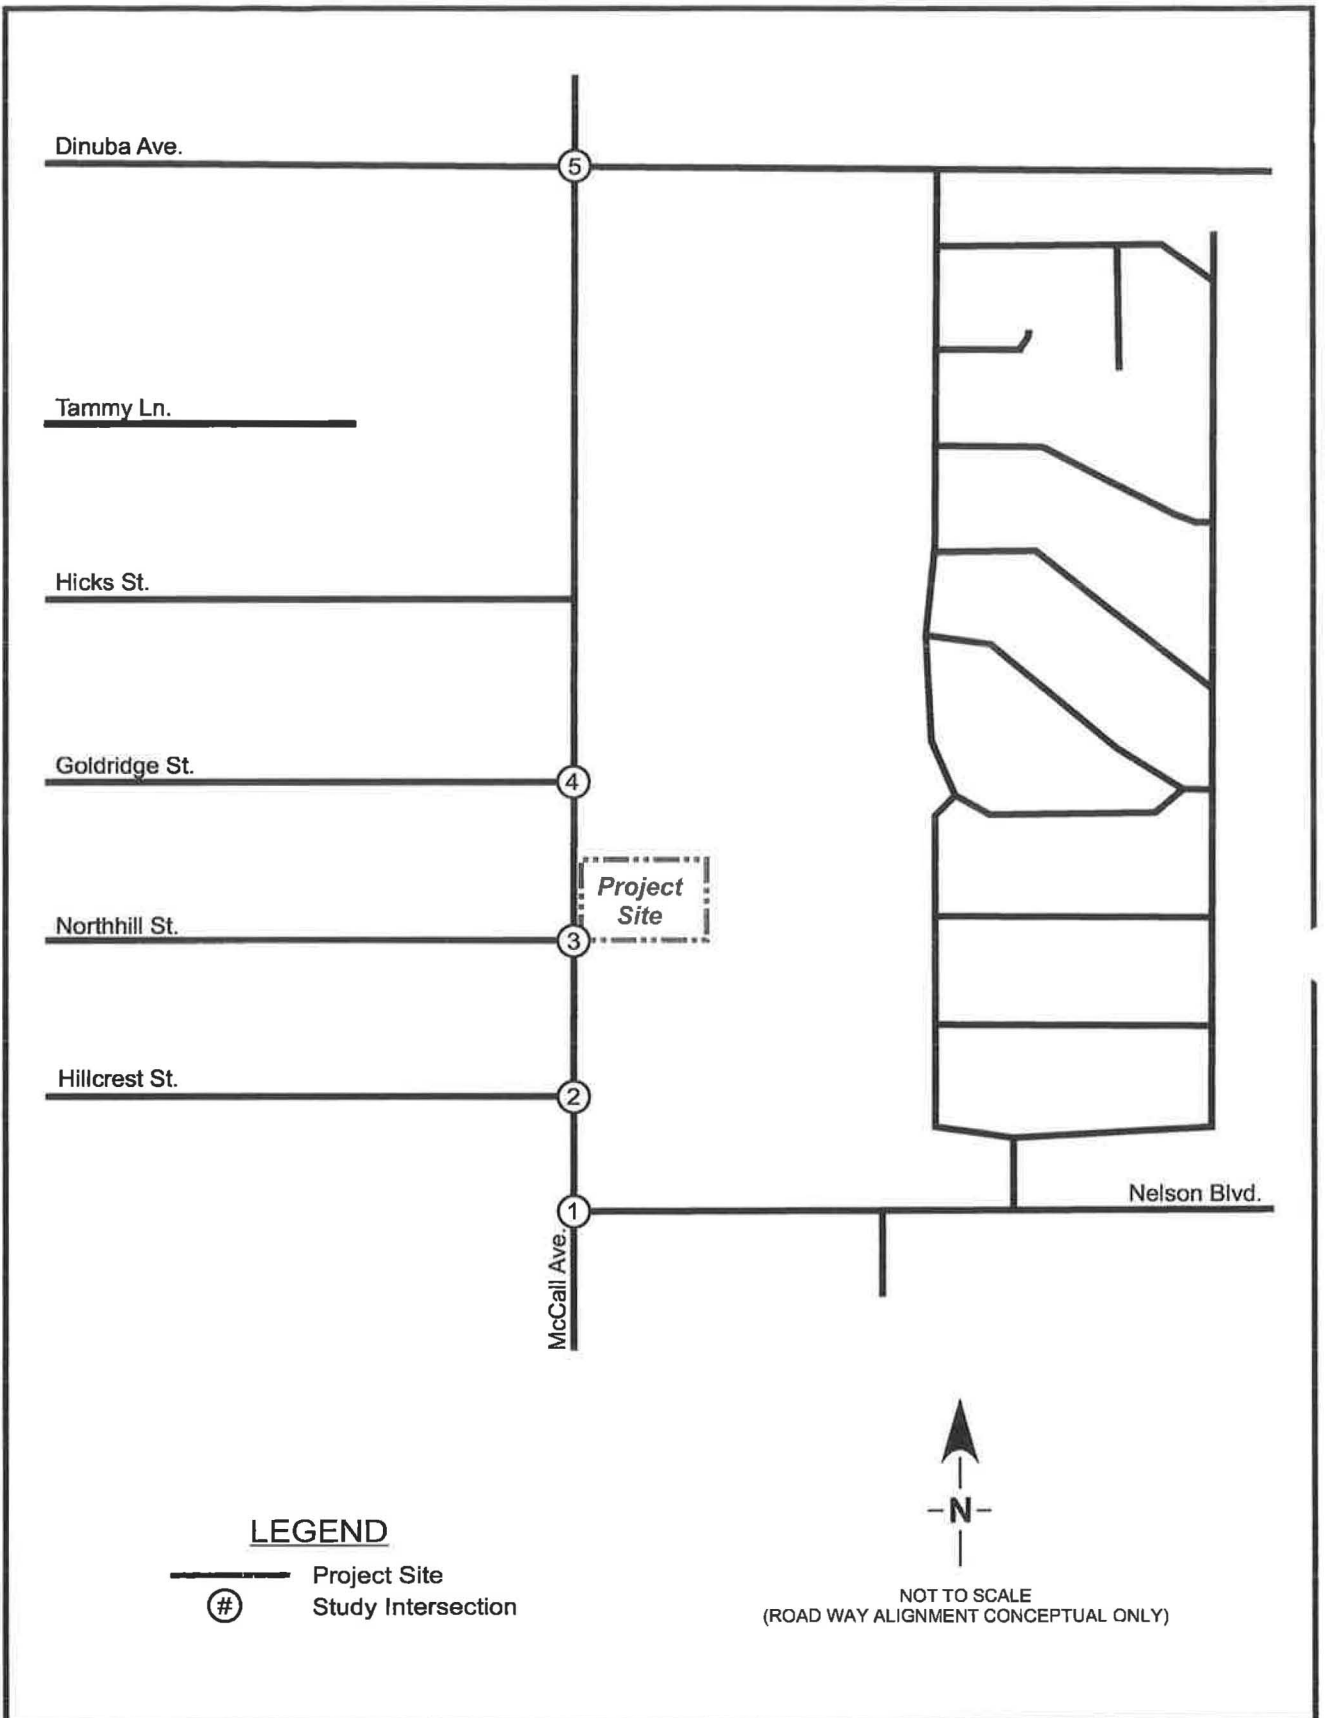 Dinuba Ave.
5
Tammy Ln.
Hicks St.
Goldridge St.
4
Project
Site
Northhill St.
3
Hillcrest St.
2
Nelson Blvd.
1
McCall Ave.
-N-
LEGEND
Project Site
# Study Intersection
NOT TO SCALE
(ROAD WAY ALIGNMENT CONCEPTUAL ONLY)